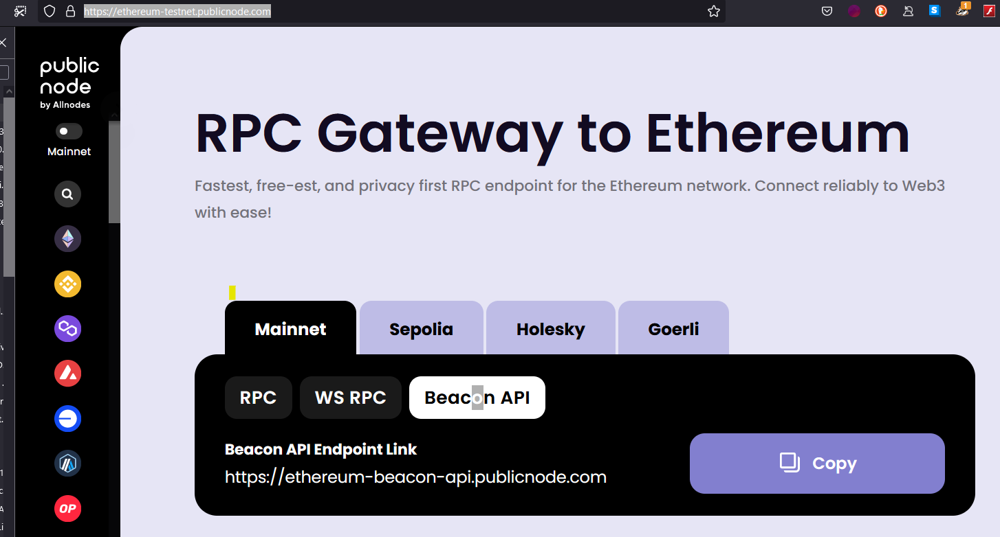 https://ethereum-testnet.publicnode.com
1
public
node
by Allnodes
Mainnet
RPC Gateway to Ethereum
Fastest, free-est, and privacy first RPC endpoint for the Ethereum network. Connect reliably to Web3
with ease!
Mainnet Sepolia Holesky Goerli
RPC WS RPC Beacon API
Beacon API Endpoint Link
https://ethereum-beacon-api.publicnode.com
Copy
OP